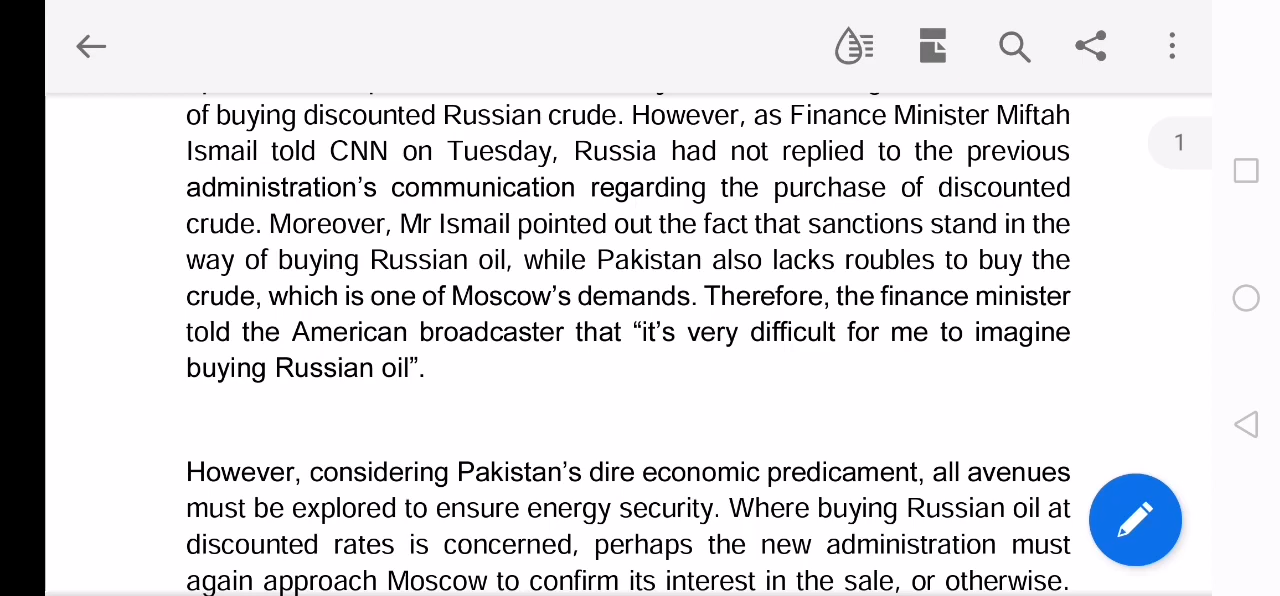 of buying discounted Russian crude. However, as Finance Minister Miftah
Ismail told CNN on Tuesday, Russia had not replied to the previous
administration’s communication regarding the purchase of discounted
crude. Moreover, Mr Ismail pointed out the fact that sanctions stand in the
way of buying Russian oil, while Pakistan also lacks roubles to buy the
crude, which is one of Moscow’s demands. Therefore, the finance minister
told the American broadcaster that “it’s very difficult for me to imagine
buying Russian oil”.
However, considering Pakistan’s dire economic predicament, all avenues
must be explored to ensure energy security. Where buying Russian oil at
discounted rates is concerned, perhaps the new administration must
again approach Moscow to confirm its interest in the sale, or otherwise.
1